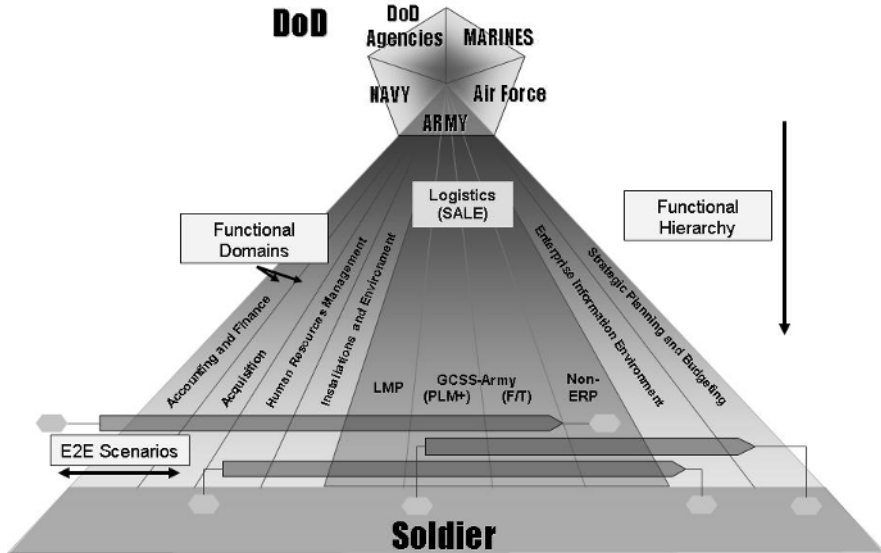 DoD
DoD
Agencies
MARINES
NAVY
Air Force
ARMY
Logistics
(SALE)
Functional
Domains
Functional
Hierarchy
Accounting and Finance
Acquisition
Human Resources Management
Installations and Environment
Enterprise Information Environment
Strategic Planning and Budgeting
LMP
GCSS-Army
(PLM+)
(F/T)
Non-
ERP
E2E Scenarios
Soldier